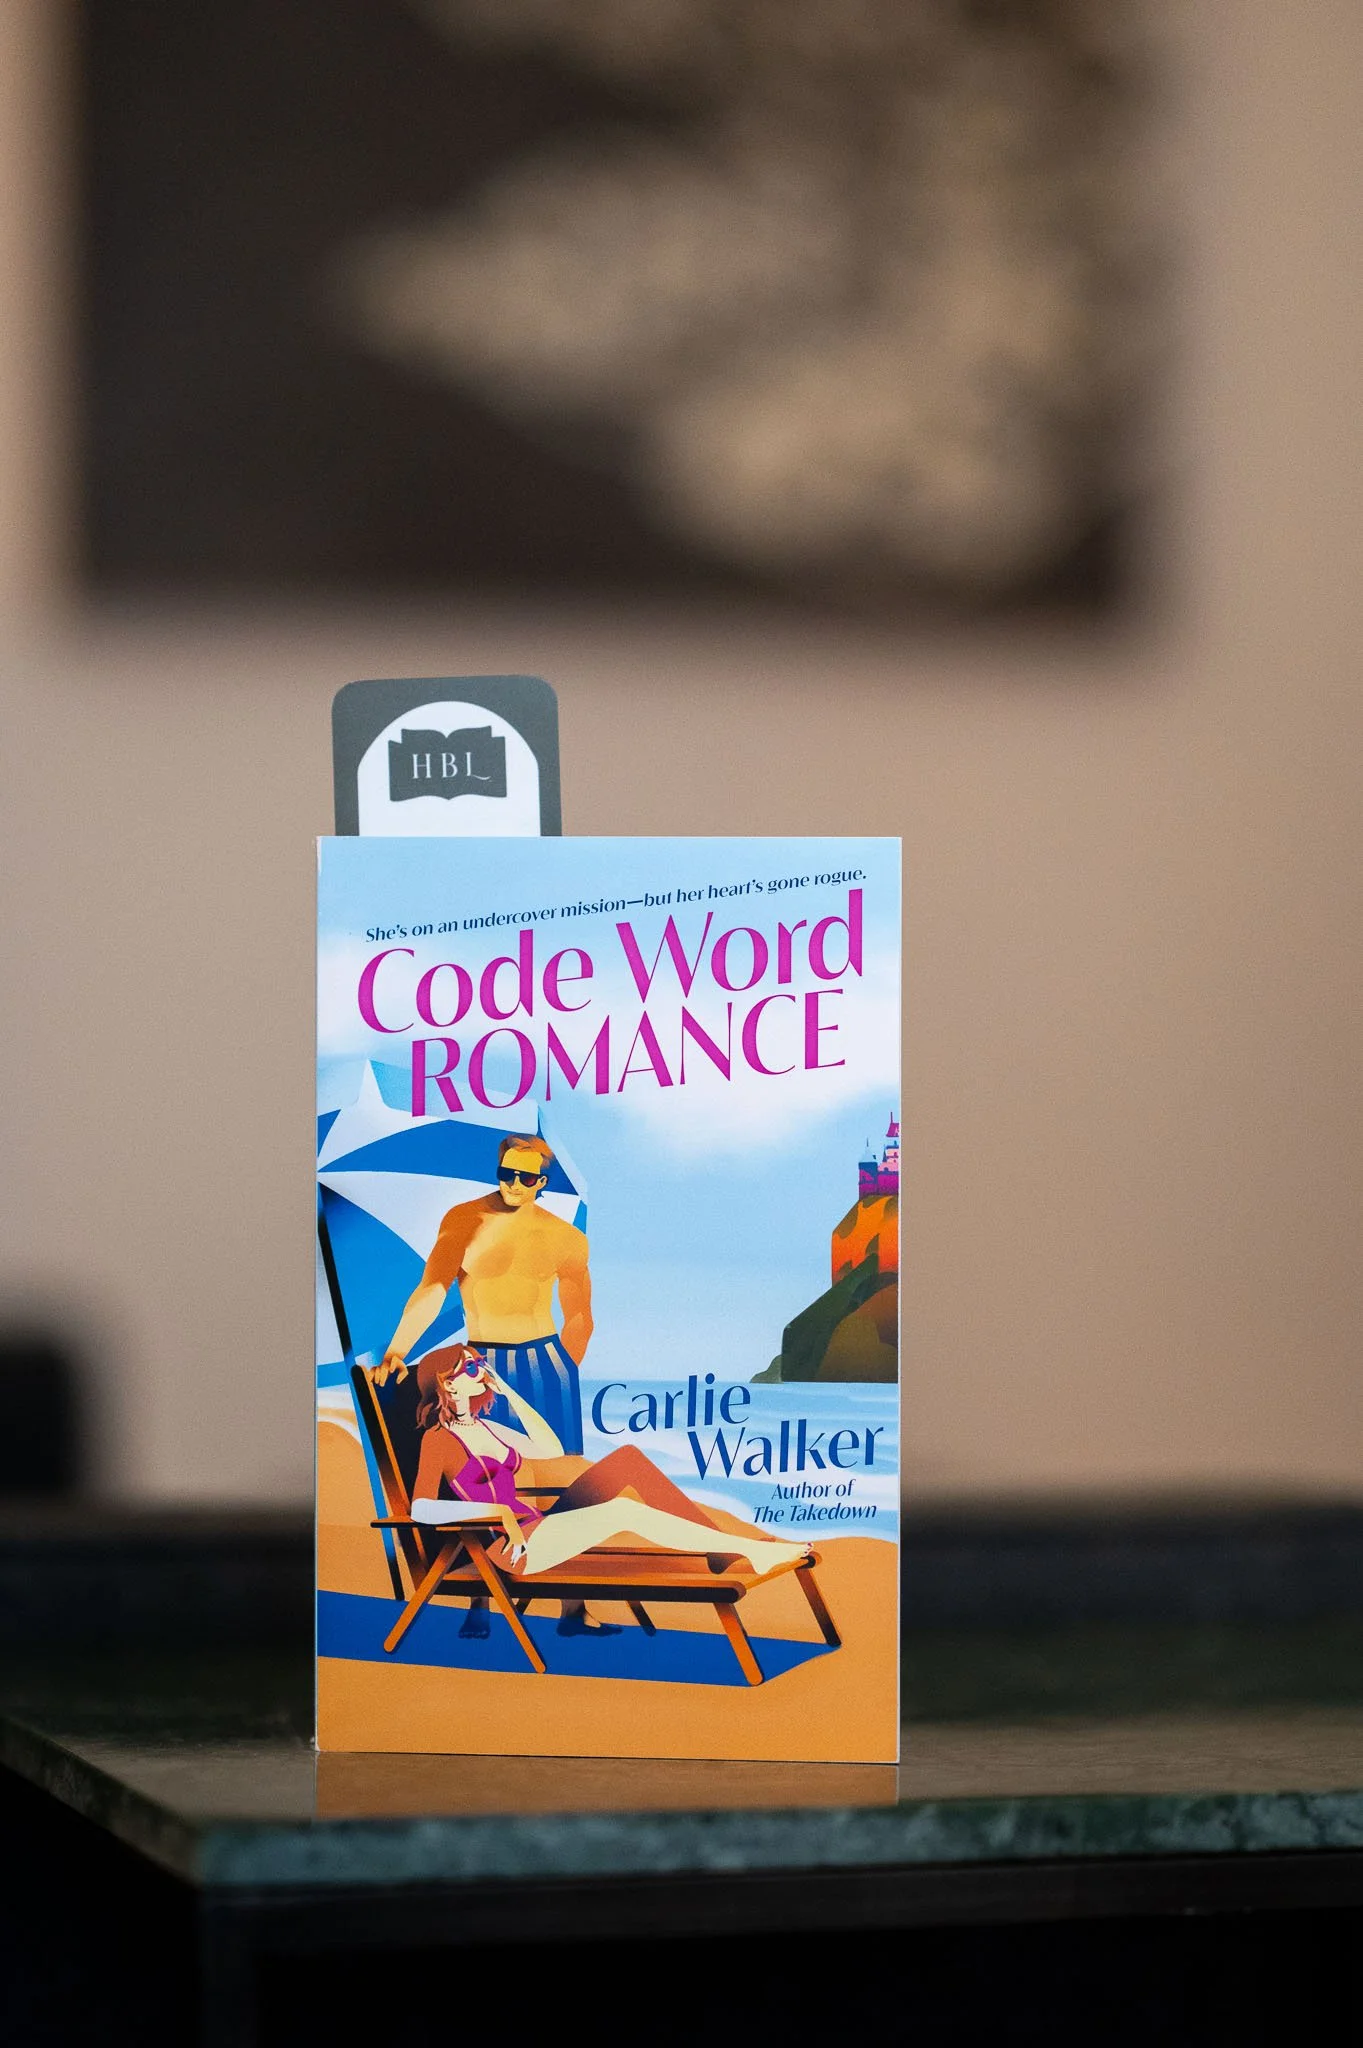 HBL
She's on an undercover mission—but her heart's gone rogue.
Code Word
ROMANCE
Carlie
Walker
Author of
The Takedown